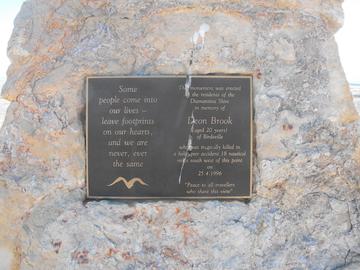 Some
people come into
our lives –
leave footprints
on our hearts,
and we are
never, ever
the same
This monument was erected
by the residents of the
Diamantina Shire
in memory of
Deon Brook
(aged 20 years)
of Birdsville
who was tragically killed in
a helicopter accident 18 nautical
miles south west of this point
25.4.1996
"Peace to all travellers
who share this view"